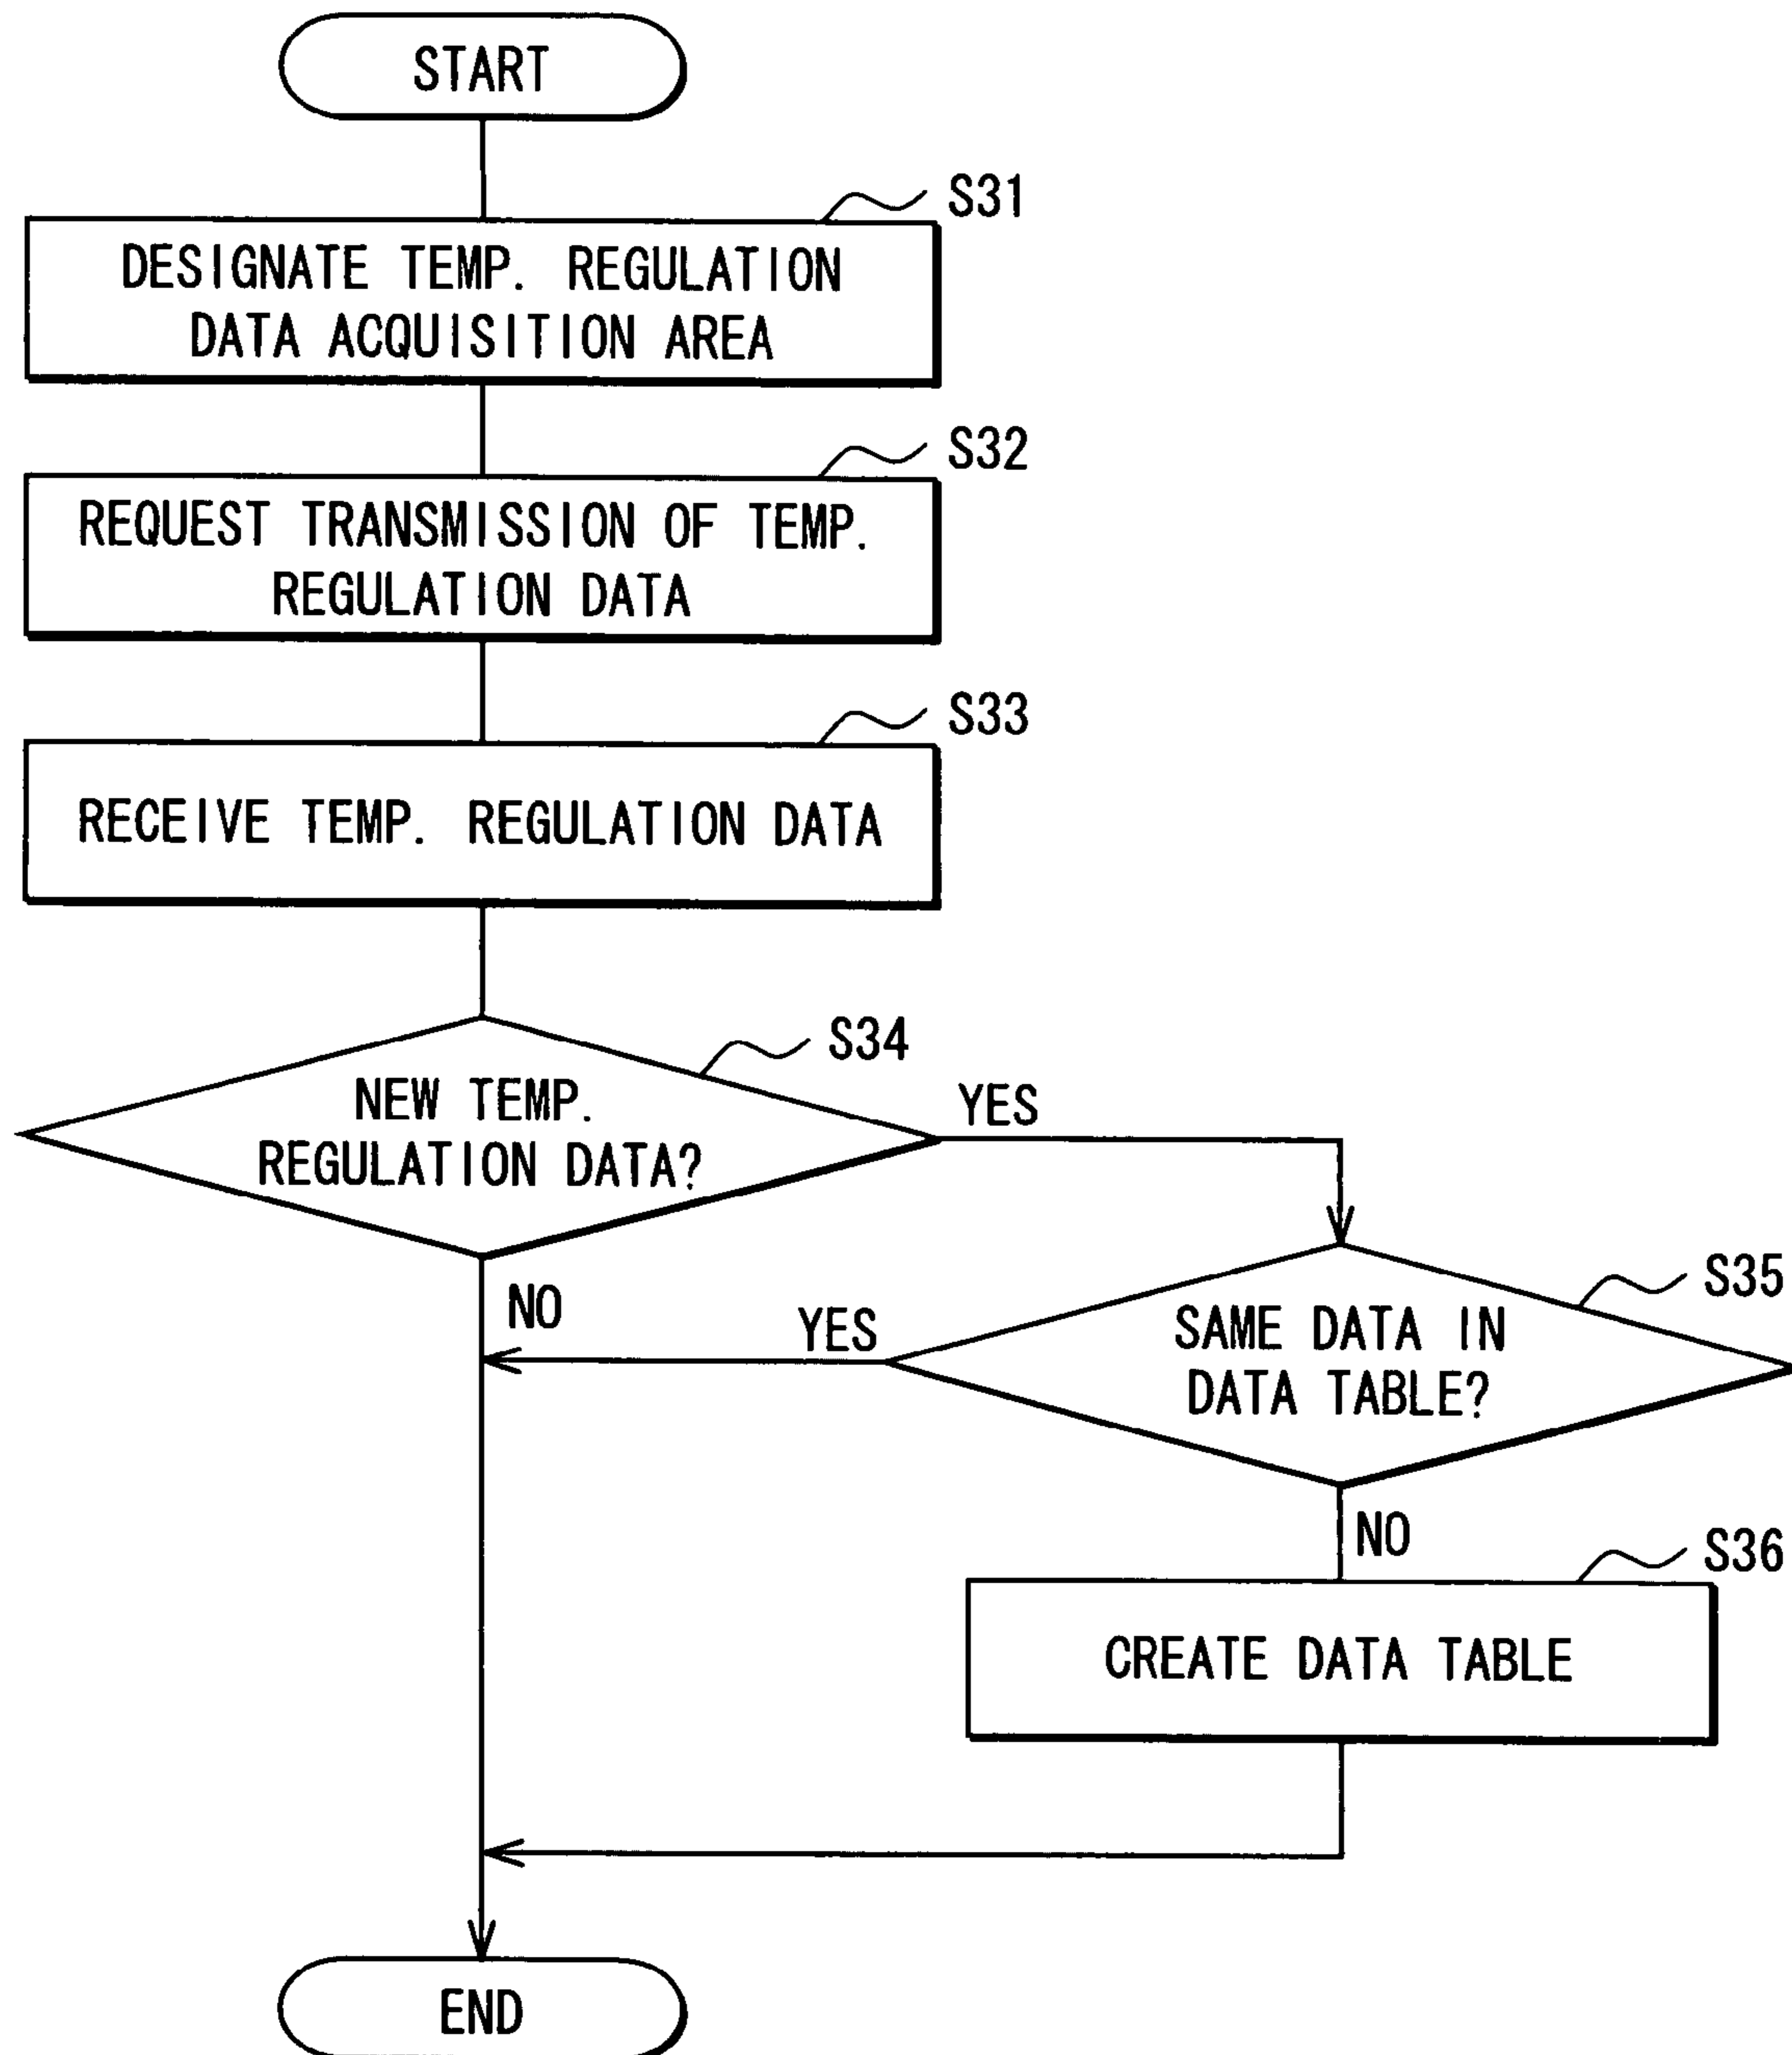 START
S31
DESIGNATE TEMP. REGULATION
DATA ACQUISITION AREA
S32
REQUEST TRANSMISSION OF TEMP.
REGULATION DATA
S33
RECEIVE TEMP. REGULATION DATA
S34
NEW TEMP.
REGULATION DATA?
YES
NO
S35
SAME DATA IN
DATA TABLE?
YES
NO
S36
CREATE DATA TABLE
END